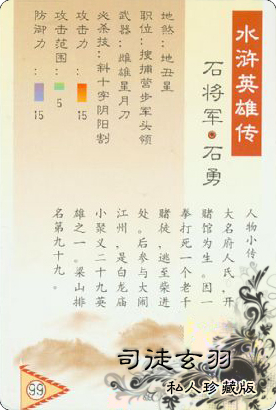 水浒英雄传
石将军·石勇
地煞：地丑星
职位：搜捕营步军头领
武器：雌雄星月刀
必杀技：斜十字阴阳割
攻击力：15
攻击范围：5
防御力：15
人物小传：
大名府人氏，开
赌馆为生。因一
拳打死一个老千
赌徒，逃至柴进
处。后参与大闹
江州，是白龙庙
小聚义二十九英
雄之一。梁山排
名第九十九。
99
司徒玄羽
私人珍藏版